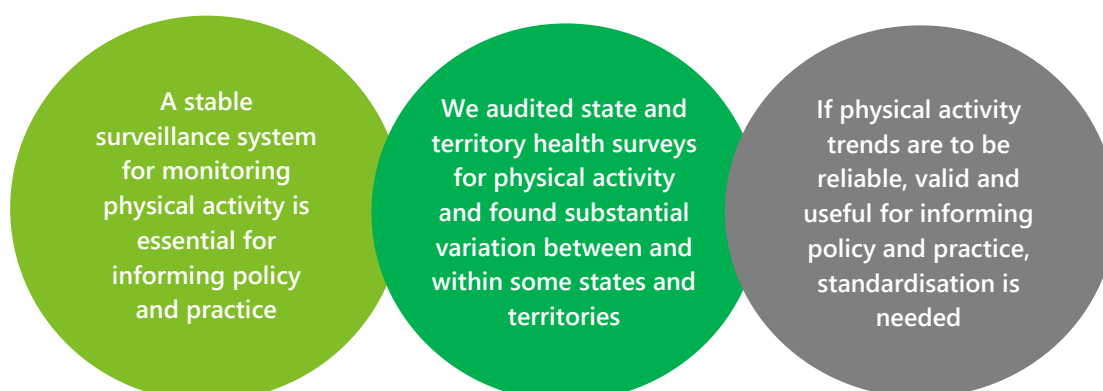 A stable
surveillance system
for monitoring
physical activity is
essential for
informing policy
and practice
We audited state and
territory health surveys
for physical activity
and found substantial
variation between and
within some states and
territories
If physical activity
trends are to be
reliable, valid and
useful for informing
policy and practice,
standardisation is
needed